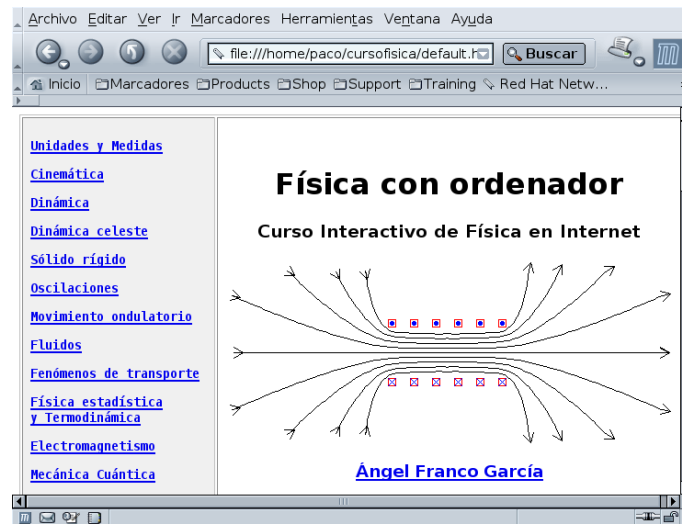 Archivo Editar Ver Ir Marcadores Herramientas Ventana Ayuda
file:///home/paco/cursofisica/default.h
Buscar
Inicio Marcadores Products Shop Support Training Red Hat Netw...
Unidades y Medidas
Cinemática
Dinámica
Dinámica celeste
Sólido rígido
Oscilaciones
Movimiento ondulatorio
Fluidos
Fenómenos de transporte
Física estadística
y Termodinámica
Electromagnetismo
Mecánica Cuántica
Física con ordenador
Curso Interactivo de Física en Internet
Ángel Franco García